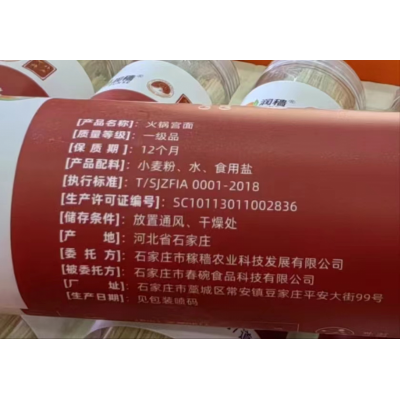 润穗
[产品名称]：火锅宫面
[质量等级]：一级品
[保 质 期]：12个月
[产品配料]：小麦粉、水、食用盐
[执行标准]：T/SJZFIA 0001-2018
[生产许可证编号]：SC10113011002836
[储存条件]：放置通风、干燥处
[产 地]：河北省石家庄
[委 托 方]：石家庄市稼穑农业科技发展有限公司
[被委托方]：石家庄市春碗食品科技有限公司
[厂 址]：石家庄市藁城区常安镇豆家庄平安大街99号
[生产日期]：见包装喷码